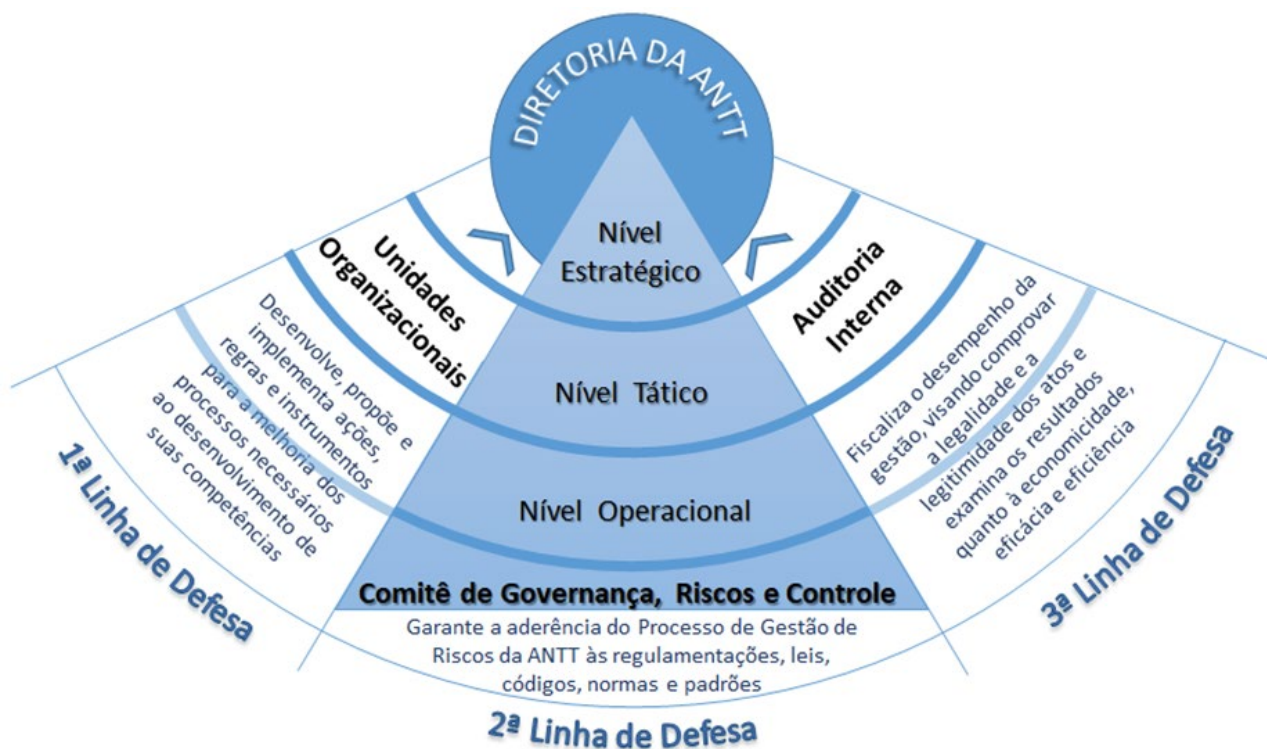 DIRETORIA DA ANTT
Nível
Estratégico
Nível Tático
Nível Operacional
Unidades
Organizacionais
Desenvolve, propõe e
implementa ações,
regras e instrumentos
para a melhoria dos
processos necessários
ao desenvolvimento de
suas competências
1ª Linha de Defesa
Comitê de Governança, Riscos e Controle
Garante a aderência do Processo de Gestão de
Riscos da ANTT às regulamentações, leis,
códigos, normas e padrões
2ª Linha de Defesa
Auditoria
Interna
Fiscaliza o desempenho da
gestão, visando comprovar
a legalidade e a
legitimidade dos atos e
examina os resultados
quanto à economicidade,
eficácia e eficiência
3ª Linha de Defesa